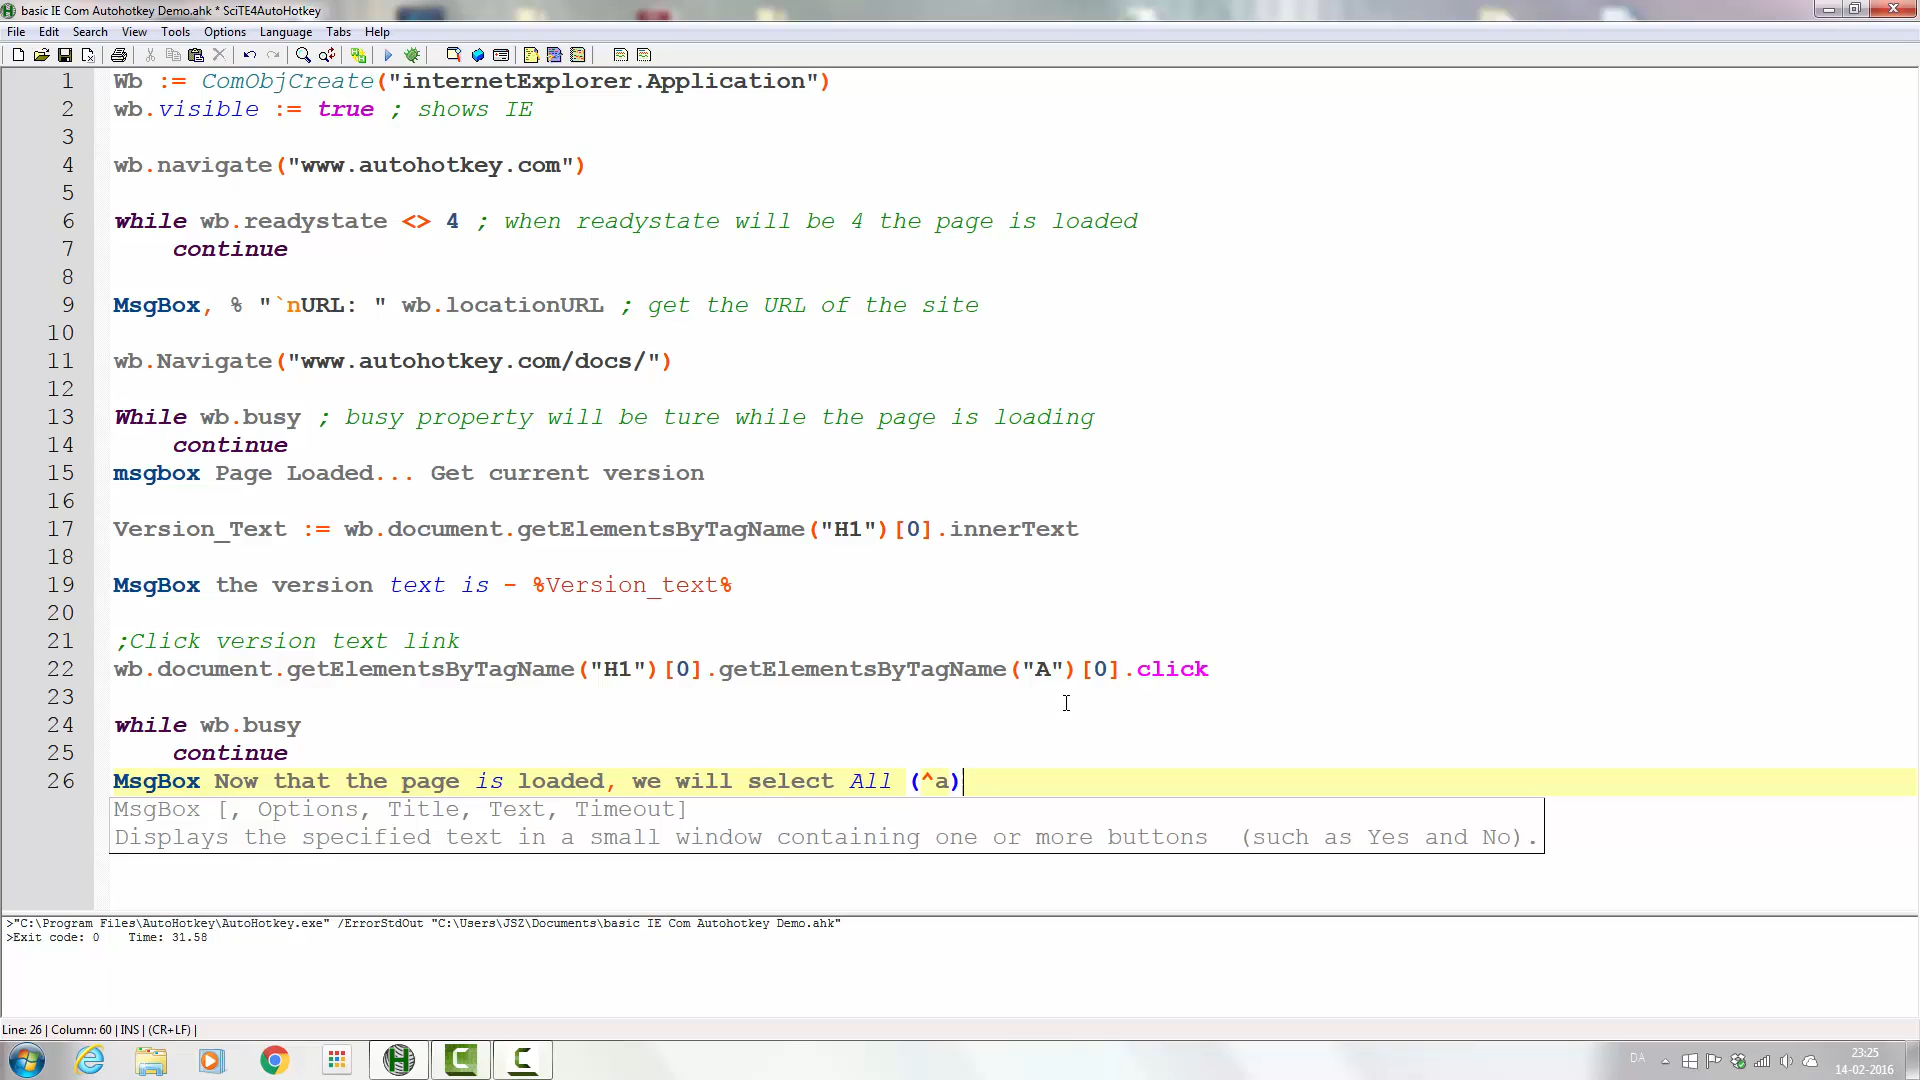 basic IE Com Autohotkey Demo.ahk * SciTE4AutoHotkey
File Edit Search View Tools Options Language Tabs Help
1 Wb := ComObjCreate("internetExplorer.Application")
2 wb.visible := true ; shows IE
3
4 wb.navigate("www.autohotkey.com")
5
6 while wb.readystate <> 4 ; when readystate will be 4 the page is loaded
7 continue
8
9 MsgBox, % "`nURL: " wb.locationURL ; get the URL of the site
10
11 wb.Navigate("www.autohotkey.com/docs/")
12
13 While wb.busy ; busy property will be ture while the page is loading
14 continue
15 msgbox Page Loaded... Get current version
16
17 Version_Text := wb.document.getElementsByTagName("H1")[0].innerText
18
19 MsgBox the version text is - %Version_text%
20
21 ;Click version text link
22 wb.document.getElementsByTagName("H1")[0].getElementsByTagName("A")[0].click
23
24 while wb.busy
25 continue
26 MsgBox Now that the page is loaded, we will select All (^a)
MsgBox [, Options, Title, Text, Timeout]
Displays the specified text in a small window containing one or more buttons (such as Yes and No).
>"C:\Program Files\AutoHotkey\AutoHotkey.exe" /ErrorStdOut "C:\Users\JSZ\Documents\basic IE Com Autohotkey Demo.ahk"
>Exit code: 0 Time: 31.58
Line: 26 | Column: 60 | INS | (CR+LF) |
DA
23:25
14-02-2016